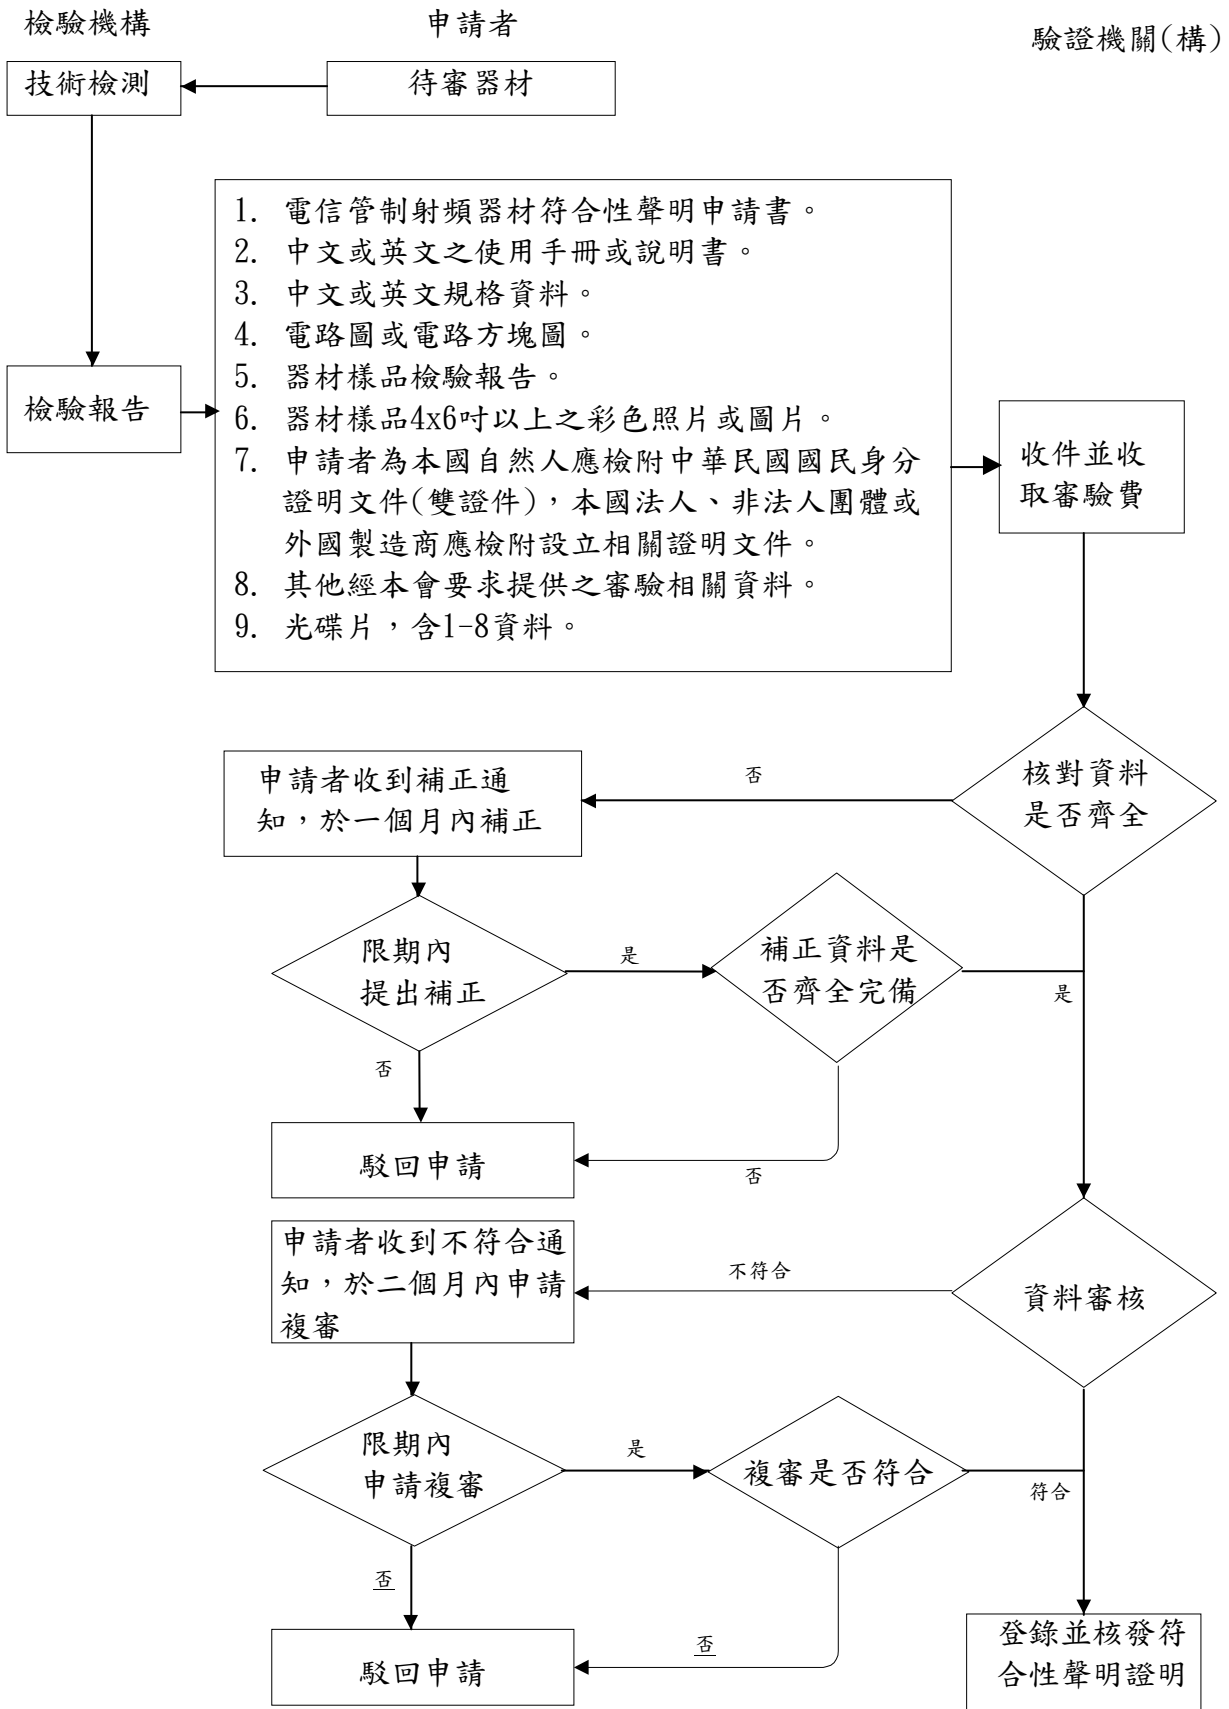 檢驗機構
申請者
驗證機關(構)
技術檢測
待審器材
1. 電信管制射頻器材符合性聲明申請書。
2. 中文或英文之使用手冊或說明書。
3. 中文或英文規格資料。
4. 電路圖或電路方塊圖。
5. 器材樣品檢驗報告。
6. 器材樣品4x6吋以上之彩色照片或圖片。
7. 申請者為本國自然人應檢附中華民國國民身分
證明文件(雙證件)，本國法人、非法人團體或
外國製造商應檢附設立相關證明文件。
8. 其他經本會要求提供之審驗相關資料。
9. 光碟片，含1-8資料。
檢驗報告
收件並收
取審驗費
核對資料
是否齊全
否
申請者收到補正通
知，於一個月內補正
限期內
提出補正
是
補正資料是
否齊全完備
是
否
駁回申請
否
申請者收到不符合通
知，於二個月內申請
複審
不符合
資料審核
限期內
申請複審
是
複審是否符合
符合
否
駁回申請
否
登錄並核發符
合性聲明證明